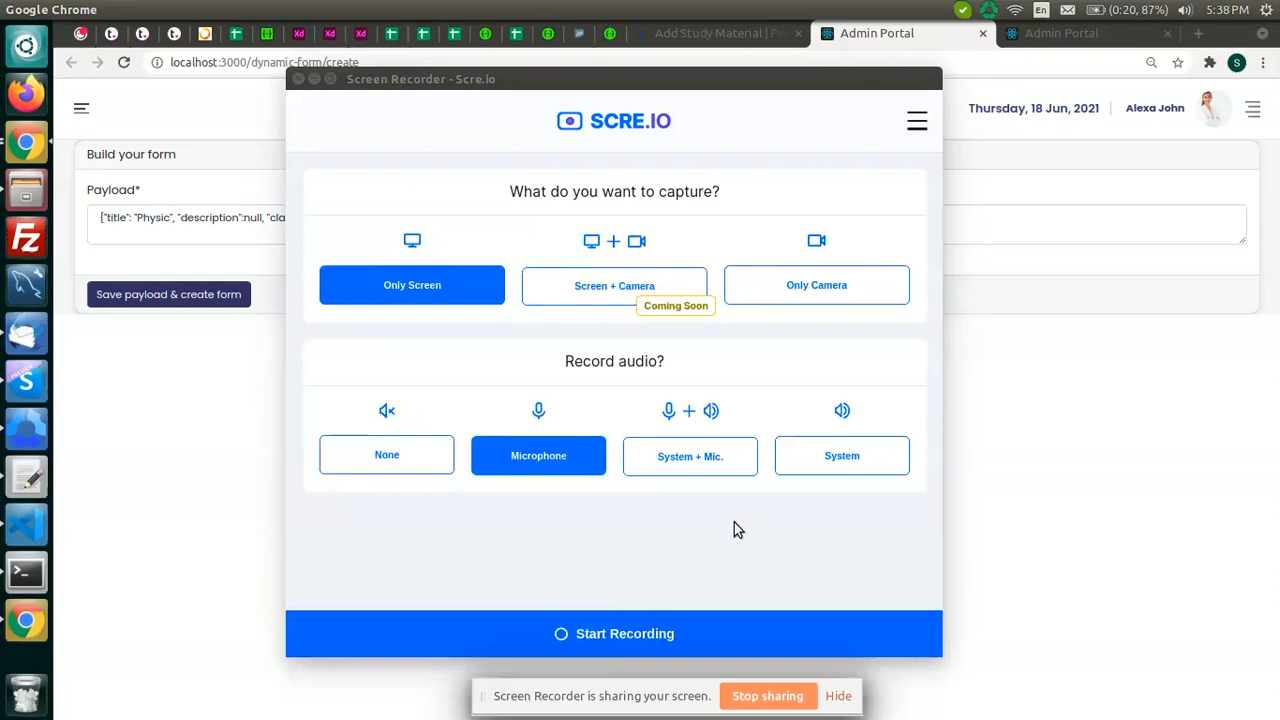 Google Chrome
En
(0:20, 87%)
5:38 PM
Add Study Material | P
Admin Portal
Admin Portal
localhost:3000/dynamic-form/create
S
Screen Recorder - Scre.io
SCRE.IO
Thursday, 18 Jun, 2021
Alexa John
Build your form
Payload*
{"title": "Physic", "description":null, "cla
Save payload & create form
What do you want to capture?
Only Screen
Screen + Camera
Only Camera
Coming Soon
Record audio?
None
Microphone
System + Mic.
System
Start Recording
Screen Recorder is sharing your screen.
Stop sharing
Hide